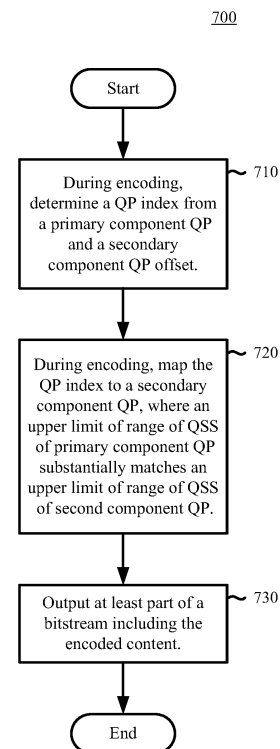 700
Start
During encoding,
determine a QP index from
a primary component QP
and a secondary
component QP offset.
710
During encoding, map the
QP index to a secondary
component QP, where an
upper limit of range of QSS
of primary component QP
substantially matches an
upper limit of range of QSS
of second component QP.
720
Output at least part of a
bitstream including the
encoded content.
730
End